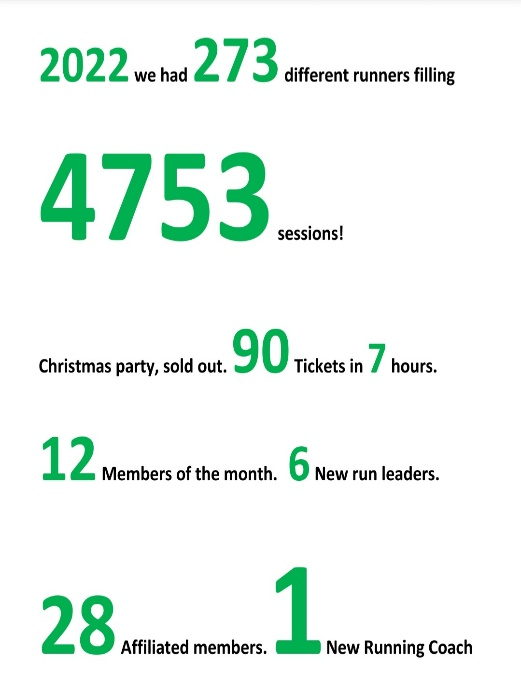 2022 we had 273 different runners filling
4753 sessions!
Christmas party, sold out. 90 Tickets in 7 hours.
12 Members of the month. 6 New run leaders.
28 Affiliated members. 1 New Running Coach